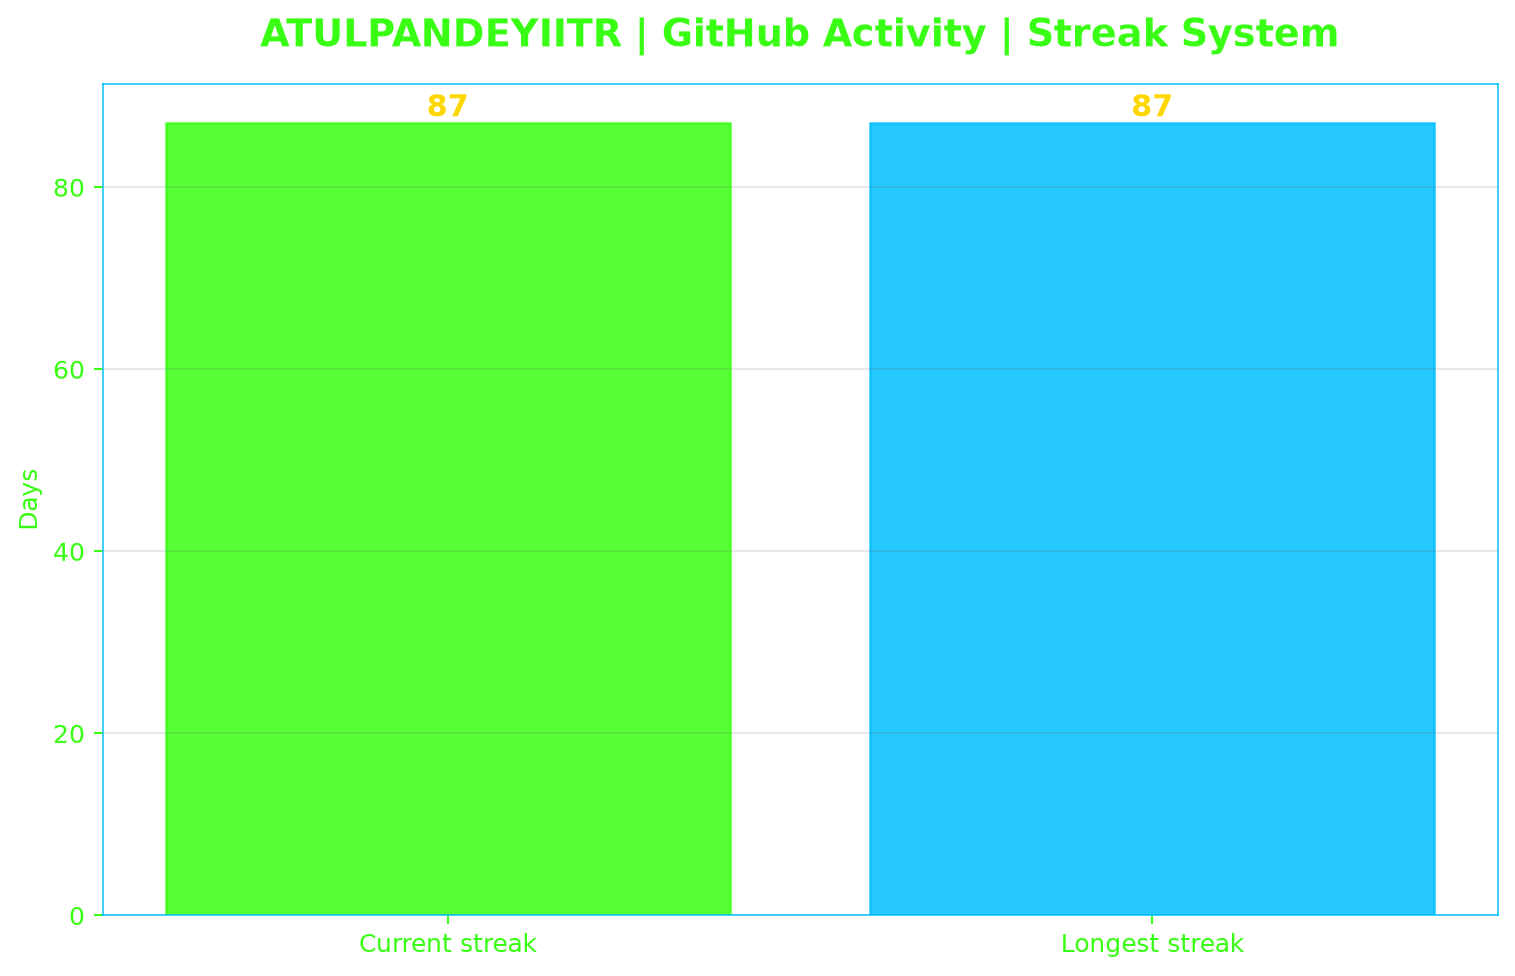 ATULPANDEYIITR | GitHub Activity | Streak System
87
87
80
60
40
20
0
Days
Current streak
Longest streak